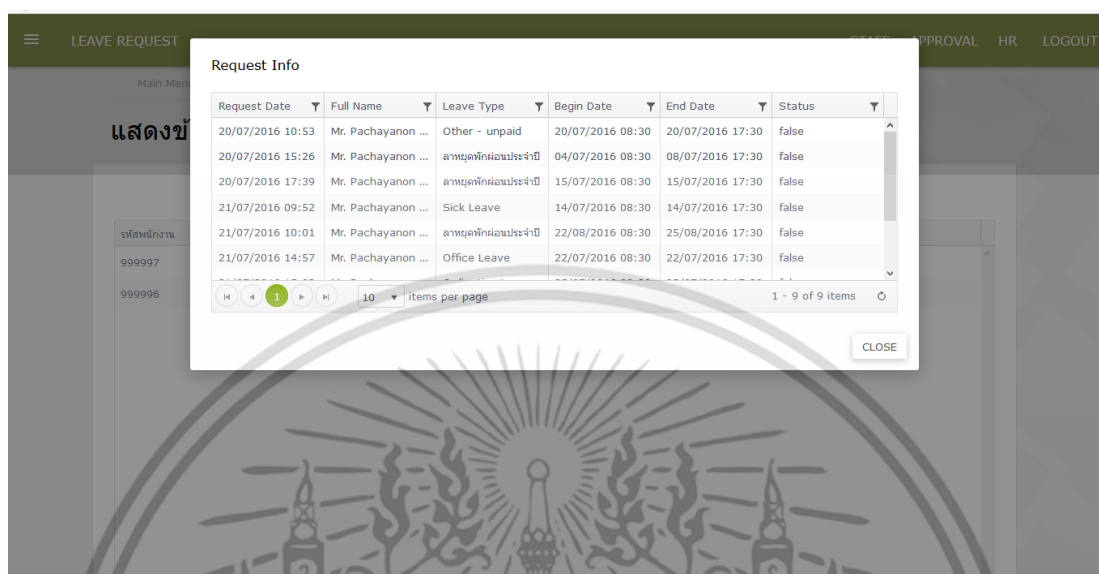 LEAVE REQUEST APPROVAL HR LOGOUT
Main
Request Info
แสดงข้
Request Date Full Name Leave Type Begin Date End Date Status
20/07/2016 10:53 Mr. Pachayanon ... Other - unpaid 20/07/2016 08:30 20/07/2016 17:30 false
20/07/2016 15:26 Mr. Pachayanon ... ลาหยุดพักผ่อนประจำปี 04/07/2016 08:30 08/07/2016 17:30 false
20/07/2016 17:39 Mr. Pachayanon ... ลาหยุดพักผ่อนประจำปี 15/07/2016 08:30 15/07/2016 17:30 false
21/07/2016 09:52 Mr. Pachayanon ... Sick Leave 14/07/2016 08:30 14/07/2016 17:30 false
21/07/2016 10:01 Mr. Pachayanon ... ลาหยุดพักผ่อนประจำปี 22/08/2016 08:30 25/08/2016 17:30 false
21/07/2016 14:57 Mr. Pachayanon ... Office Leave 22/07/2016 08:30 22/07/2016 17:30 false
รหัสพนักงาน
999997
999996
1 10 items per page 1 - 9 of 9 items
CLOSE